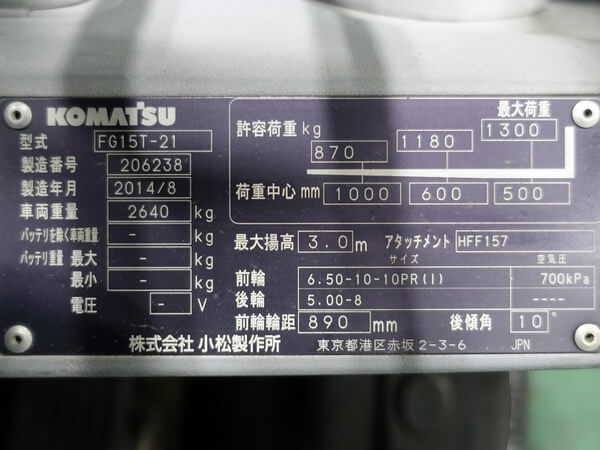 KOMATSU
型式 FG15T-21
製造番号 206238
製造年月 2014/8
車両重量 2640 kg
バッテリを除く車両重量 - kg
バッテリ重量 最大 - kg
最小 - kg
電圧 - V
最大荷重
許容荷重 kg 870 1180 1300
荷重中心 mm 1000 600 500
最大揚高 3.0 m アタッチメント HFF157
サイズ 空気圧
前輪 6.50-10-10PR(I) 700kPa
後輪 5.00-8 ----
前輪輪距 890 mm 後傾角 10°
株式会社 小松製作所 東京都港区赤坂 2-3-6 JPN